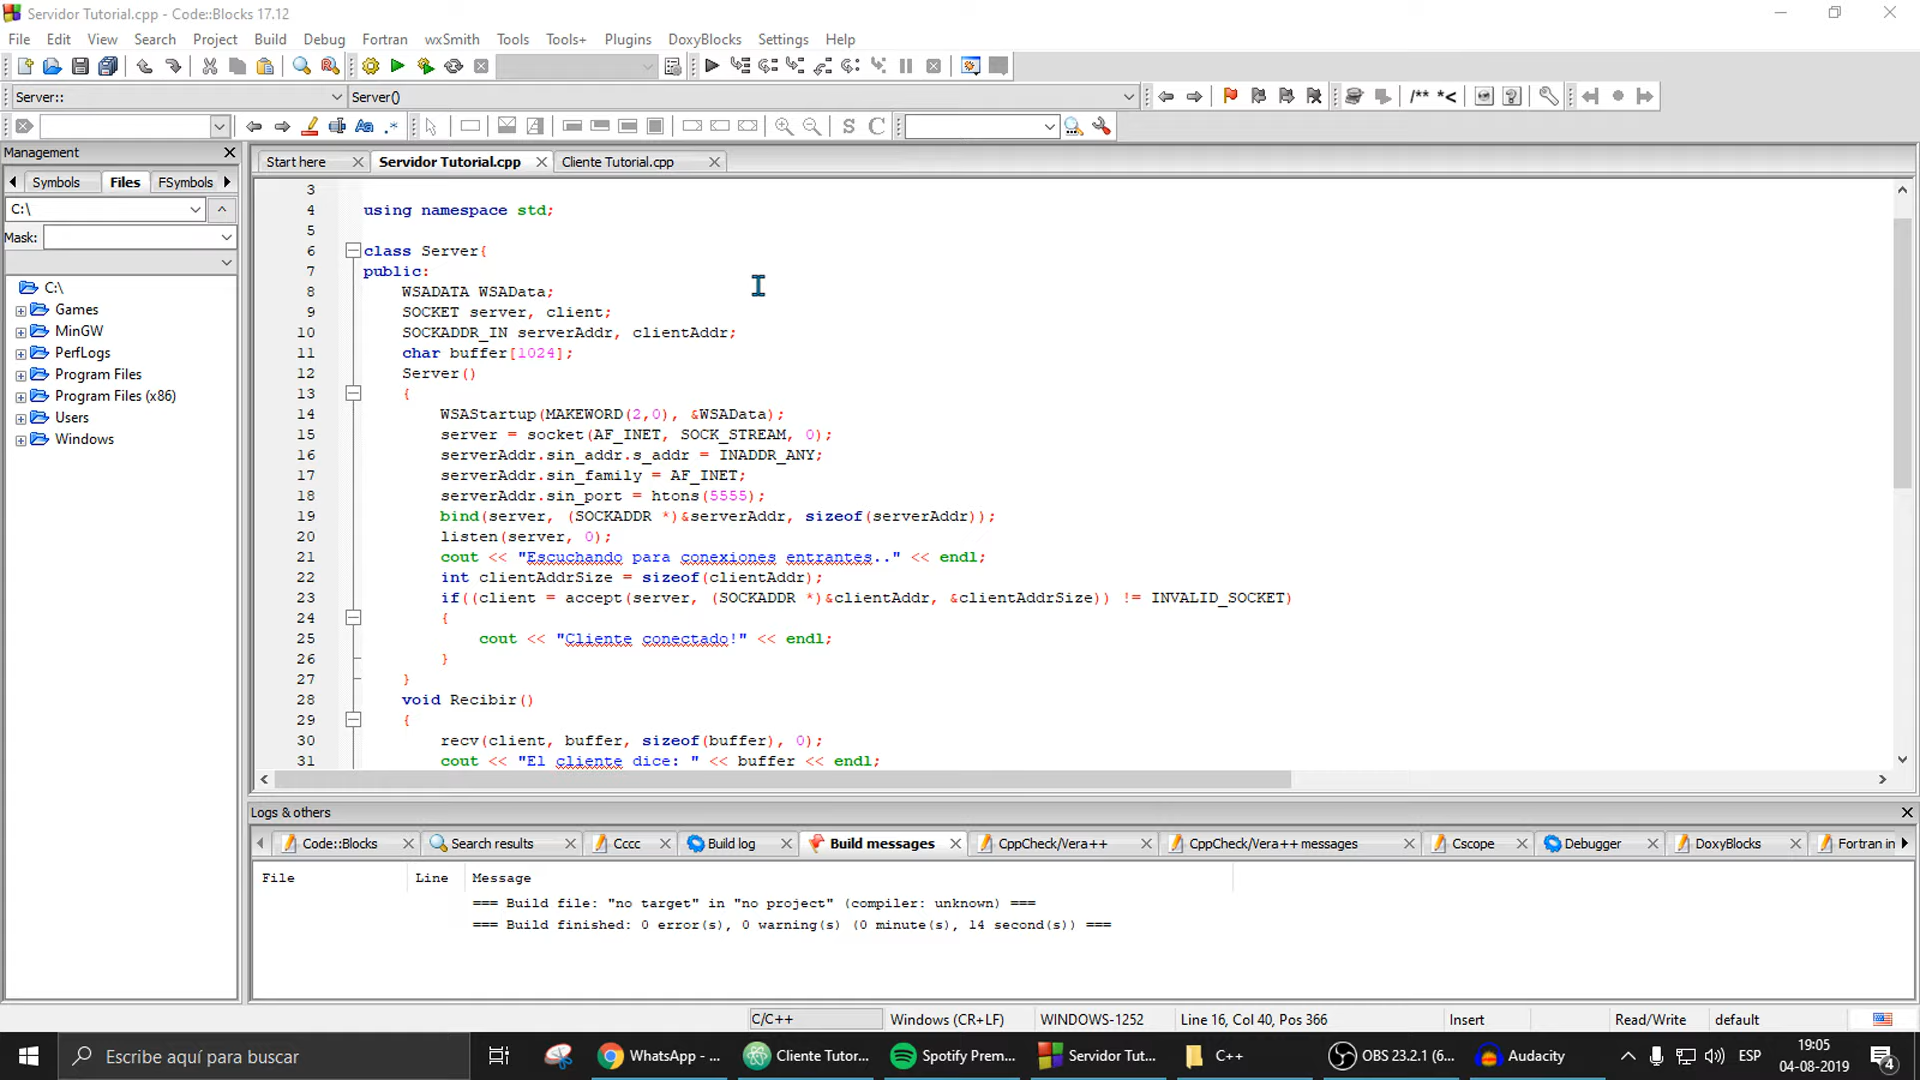 Servidor Tutorial.cpp - Code::Blocks 17.12
File Edit View Search Project Build Debug Fortran wxSmith Tools Tools+ Plugins DoxyBlocks Settings Help
Server:: Server()
/** *<
Aa .* S C
Management
Start here Servidor Tutorial.cpp Cliente Tutorial.cpp
Symbols Files FSymbols
C:\
Mask:
C:\
Games
MinGW
PerfLogs
Program Files
Program Files (x86)
Users
Windows
3
4 using namespace std;
5
6 class Server{
7 public:
8 WSADATA WSAData;
9 SOCKET server, client;
10 SOCKADDR_IN serverAddr, clientAddr;
11 char buffer[1024];
12 Server()
13 {
14 WSAStartup(MAKEWORD(2,0), &WSAData);
15 server = socket(AF_INET, SOCK_STREAM, 0);
16 serverAddr.sin_addr.s_addr = INADDR_ANY;
17 serverAddr.sin_family = AF_INET;
18 serverAddr.sin_port = htons(5555);
19 bind(server, (SOCKADDR *)&serverAddr, sizeof(serverAddr));
20 listen(server, 0);
21 cout << "Escuchando para conexiones entrantes.." << endl;
22 int clientAddrSize = sizeof(clientAddr);
23 if((client = accept(server, (SOCKADDR *)&clientAddr, &clientAddrSize)) != INVALID_SOCKET)
24 {
25 cout << "Cliente conectado!" << endl;
26 }
27 }
28 void Recibir()
29 {
30 recv(client, buffer, sizeof(buffer), 0);
31 cout << "El cliente dice: " << buffer << endl;
Logs & others
Code::Blocks Search results Cccc Build log Build messages CppCheck/Vera++ CppCheck/Vera++ messages Cscope Debugger DoxyBlocks Fortran in
File Line Message
=== Build file: "no target" in "no project" (compiler: unknown) ===
=== Build finished: 0 error(s), 0 warning(s) (0 minute(s), 14 second(s)) ===
C/C++ Windows (CR+LF) WINDOWS-1252 Line 16, Col 40, Pos 366 Insert Read/Write default
Escribe aquí para buscar WhatsApp - ... Cliente Tutor... Spotify Prem... Servidor Tut... C++ OBS 23.2.1 (6... Audacity ESP 19:05
04-08-2019 4